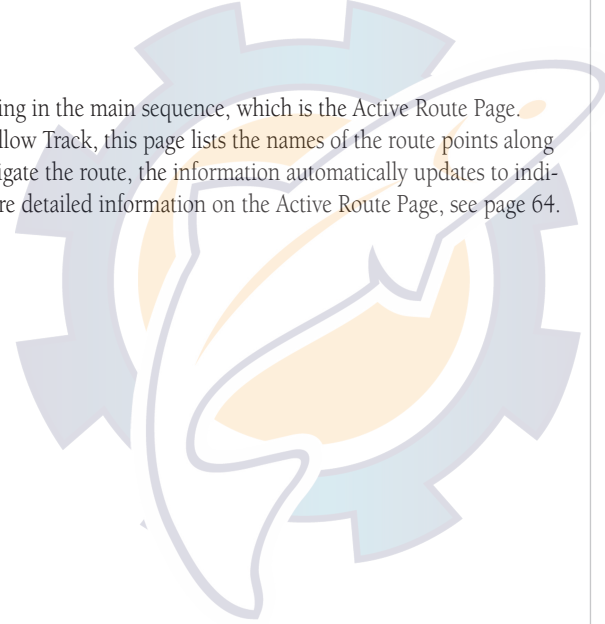 ing in the main sequence, which is the Active Route Page.
llow Track, this page lists the names of the route points along
igate the route, the information automatically updates to indi-
re detailed information on the Active Route Page, see page 64.